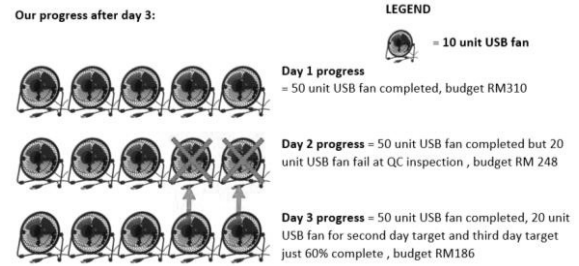 Our progress after day 3:
LEGEND
= 10 unit USB fan
Day 1 progress
= 50 unit USB fan completed, budget RM310
Day 2 progress = 50 unit USB fan completed but 20
unit USB fan fail at QC inspection , budget RM 248
Day 3 progress = 50 unit USB fan completed, 20 unit
USB fan for second day target and third day target
just 60% complete , budget RM186